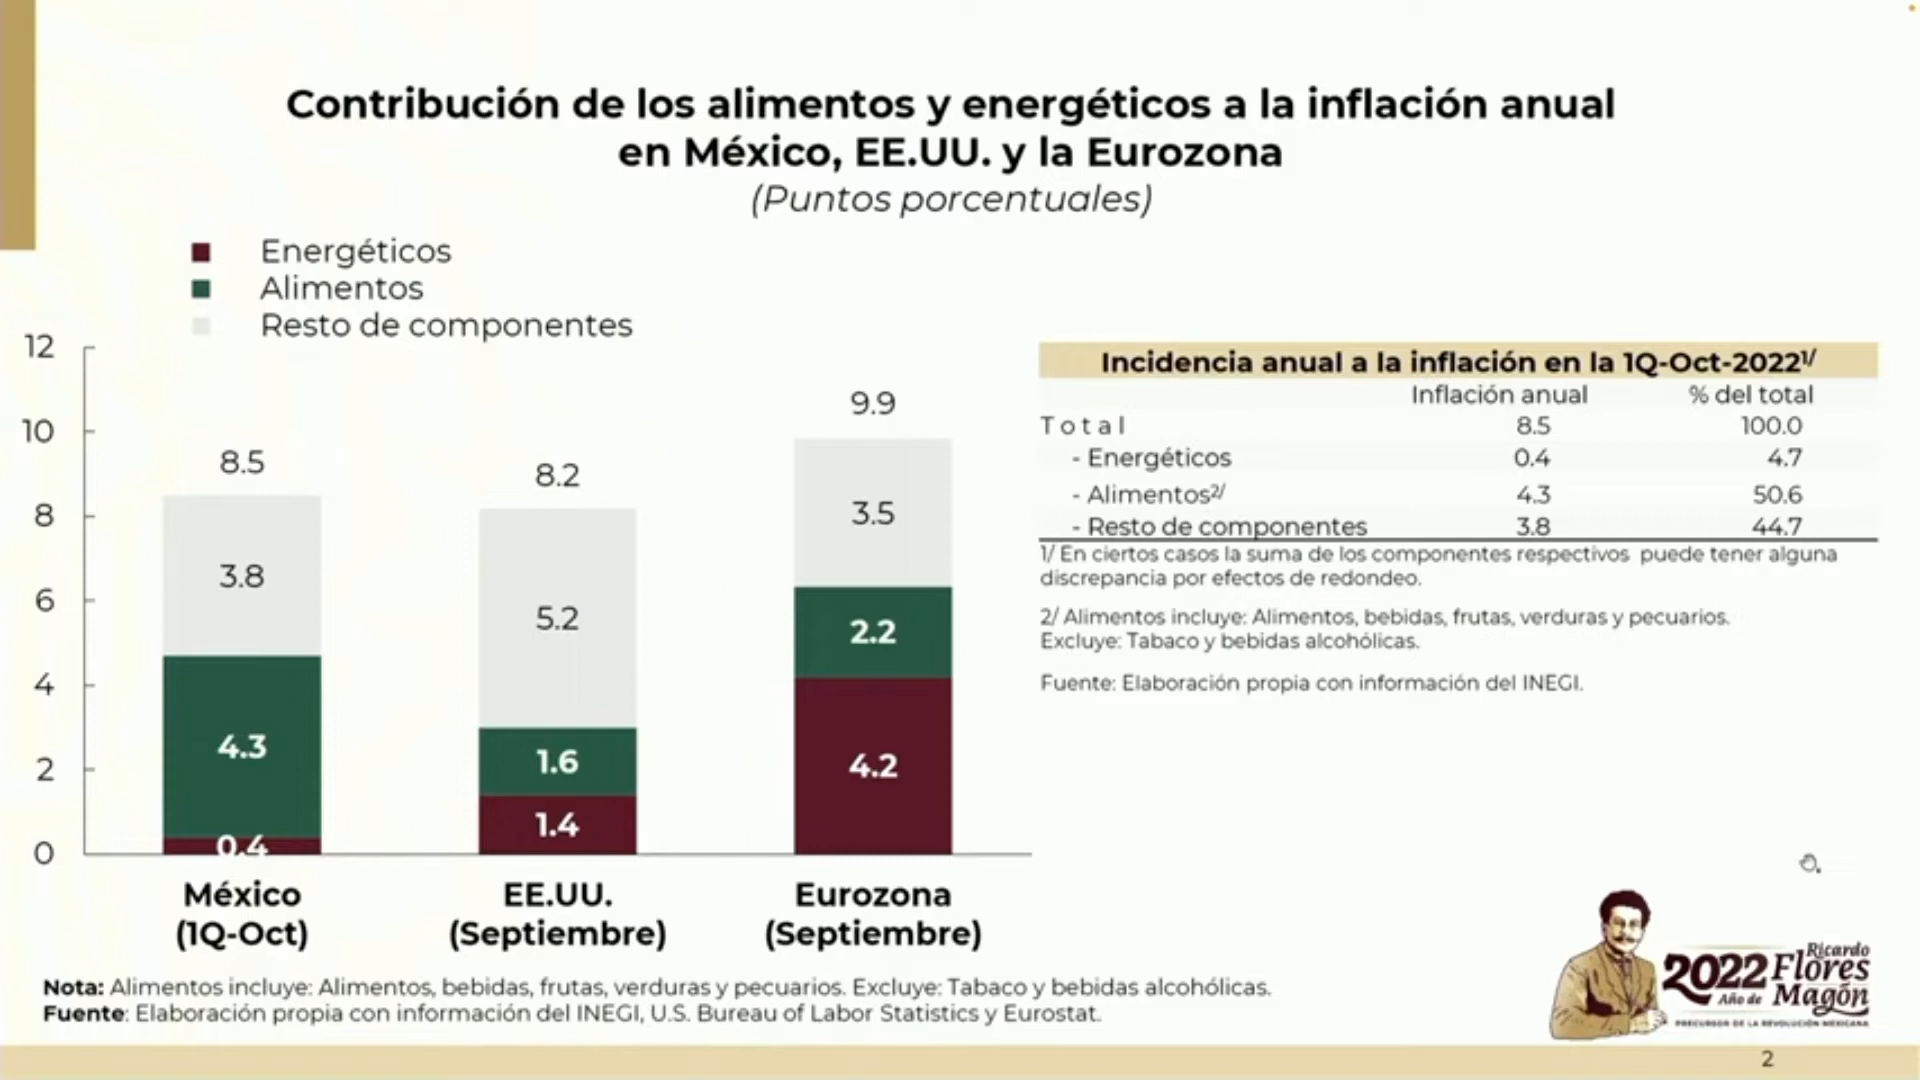 Contribución de los alimentos y energéticos a la inflación anual
en México, EE.UU. y la Eurozona
(Puntos porcentuales)
Energéticos
Alimentos
Resto de componentes
12
10
8
6
4
2
0
8.5
3.8
4.3
0.4
8.2
5.2
1.6
1.4
9.9
3.5
2.2
4.2
México
(1Q-Oct)
EE.UU.
(Septiembre)
Eurozona
(Septiembre)
Incidencia anual a la inflación en la 1Q-Oct-2022¹/
Inflación anual % del total
Total 8.5 100.0
- Energéticos 0.4 4.7
- Alimentos²/ 4.3 50.6
- Resto de componentes 3.8 44.7
1/ En ciertos casos la suma de los componentes respectivos puede tener alguna
discrepancia por efectos de redondeo.
2/ Alimentos incluye: Alimentos, bebidas, frutas, verduras y pecuarios.
Excluye: Tabaco y bebidas alcohólicas.
Fuente: Elaboración propia con información del INEGI.
Nota: Alimentos incluye: Alimentos, bebidas, frutas, verduras y pecuarios. Excluye: Tabaco y bebidas alcohólicas.
Fuente: Elaboración propia con información del INEGI, U.S. Bureau of Labor Statistics y Eurostat.
2022 Ricardo
Flores
Año de Magón
PRECURSOR DE LA REVOLUCIÓN MEXICANA
2